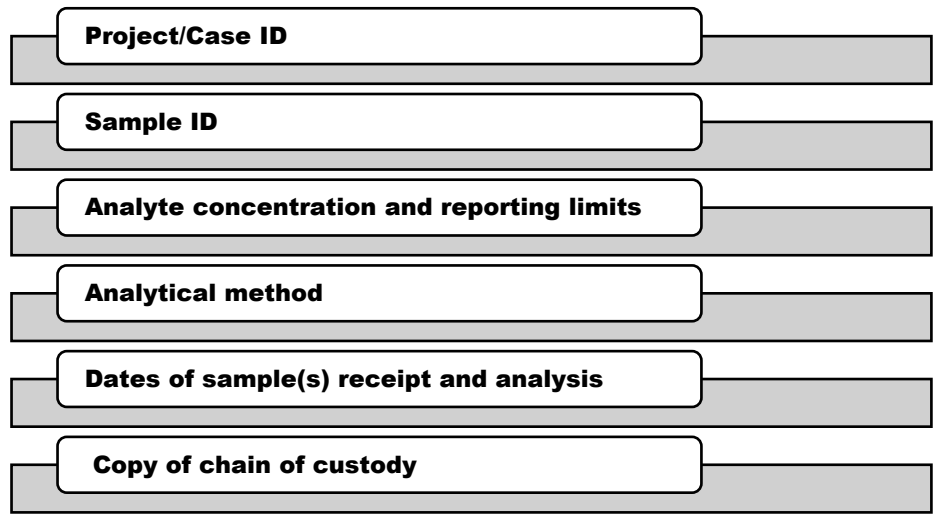 Project/Case ID
Sample ID
Analyte concentration and reporting limits
Analytical method
Dates of sample(s) receipt and analysis
Copy of chain of custody